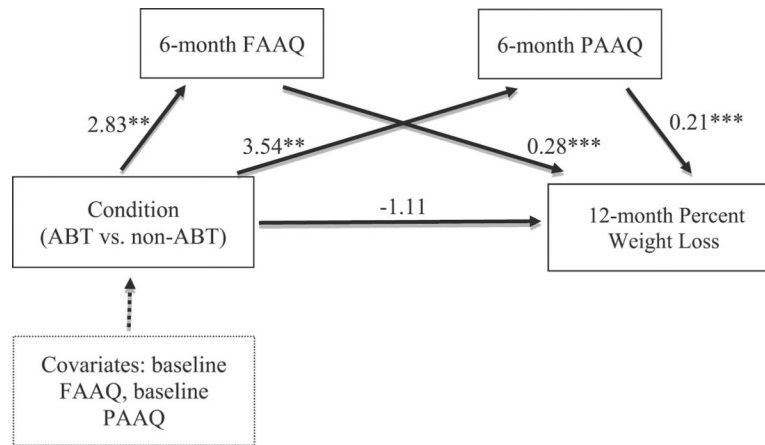 6-month FAAQ
6-month PAAQ
2.83**
3.54**
0.28***
0.21***
Condition
(ABT vs. non-ABT)
-1.11
12-month Percent
Weight Loss
Covariates: baseline
FAAQ, baseline
PAAQ